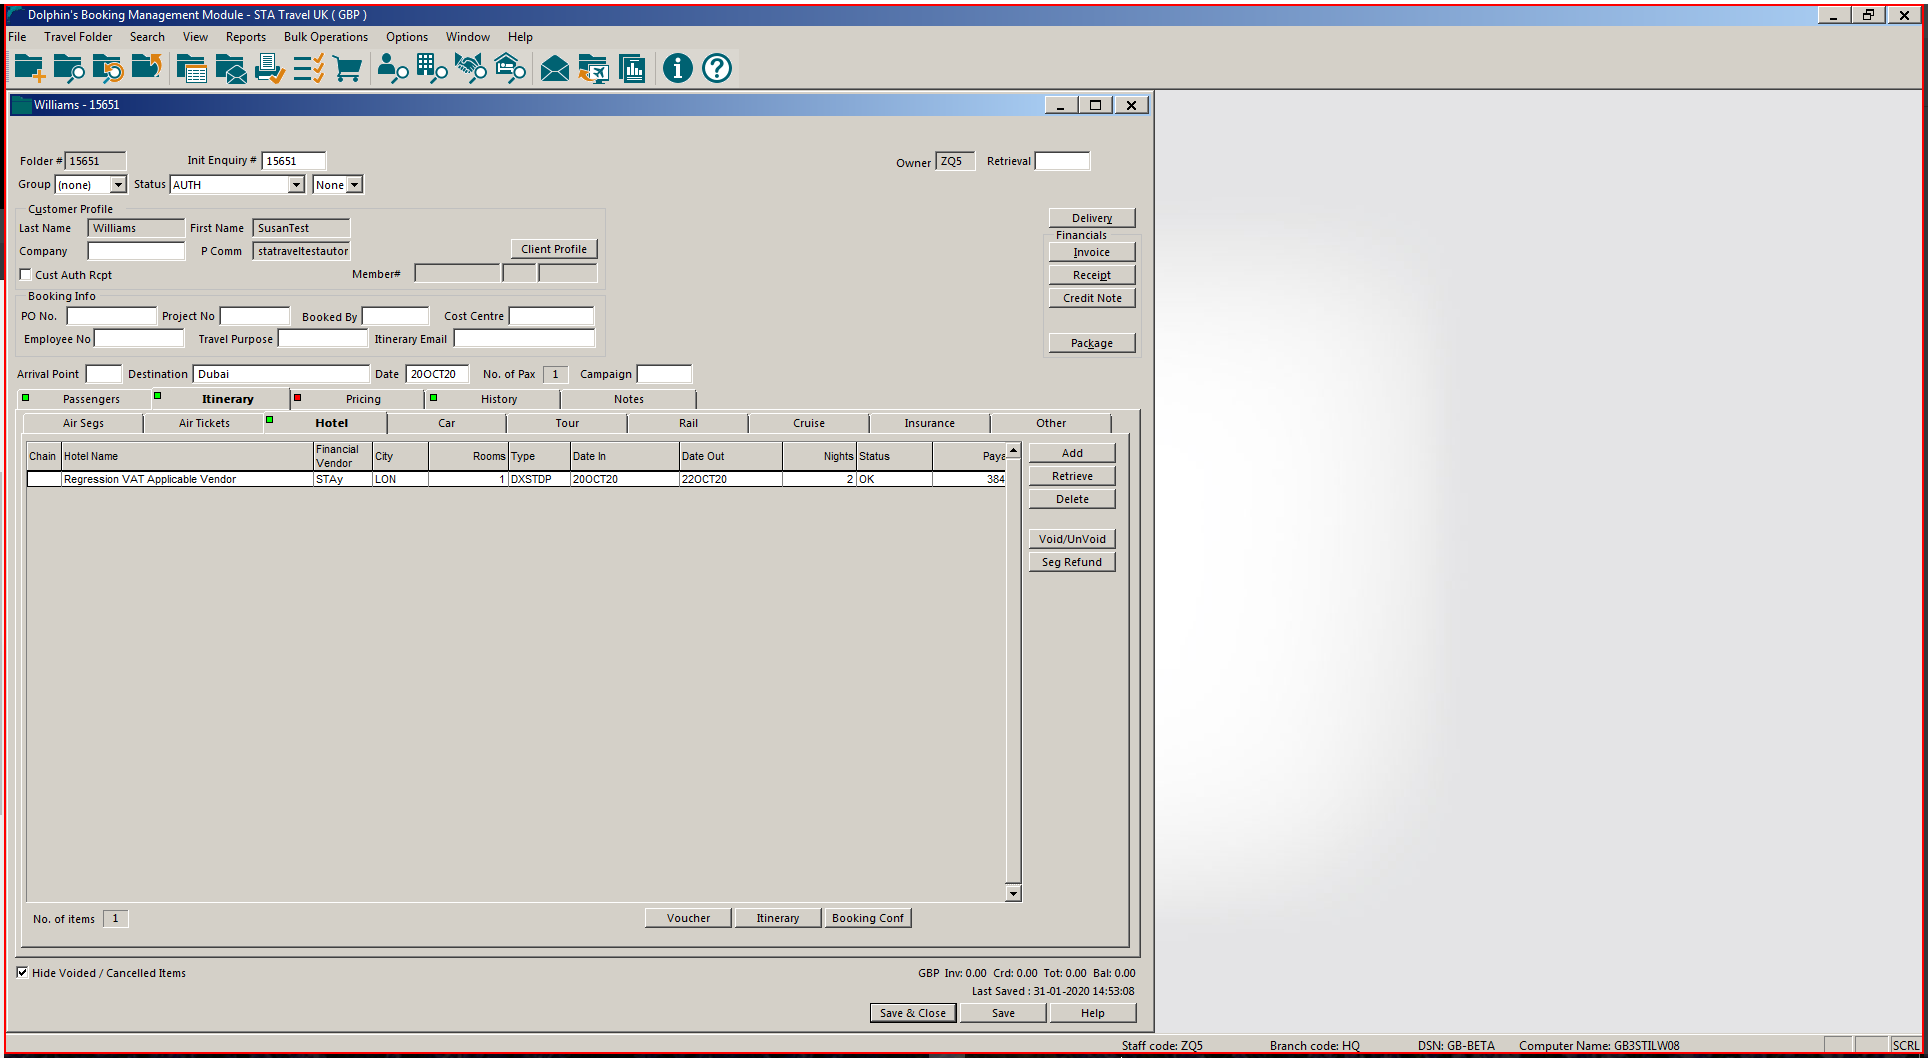 Dolphin's Booking Management Module - STA Travel UK ( GBP )
File Travel Folder Search View Reports Bulk Operations Options Window Help
Williams - 15651
Folder # 15651 Init Enquiry # 15651 Owner ZQ5 Retrieval
Group (none) Status AUTH None
Customer Profile
Last Name Williams First Name SusanTest Delivery
Financials
Company P Comm statraveltestautor Client Profile Invoice
Cust Auth Rcpt Member# Receipt
Booking Info Credit Note
PO No. Project No Booked By Cost Centre
Employee No Travel Purpose Itinerary Email Package
Arrival Point Destination Dubai Date 20OCT20 No. of Pax 1 Campaign
Passengers Itinerary Pricing History Notes
Air Segs Air Tickets Hotel Car Tour Rail Cruise Insurance Other
Chain Hotel Name Financial Vendor City Rooms Type Date In Date Out Nights Status Paya Add
Regression VAT Applicable Vendor STAy LON 1 DXSTDP 20OCT20 22OCT20 2 OK 384 Retrieve
Delete
Void/UnVoid
Seg Refund
No. of items 1 Voucher Itinerary Booking Conf
Hide Voided / Cancelled Items GBP Inv: 0.00 Crd: 0.00 Tot: 0.00 Bal: 0.00
Last Saved : 31-01-2020 14:53:08
Save & Close Save Help
Staff code: ZQ5 Branch code: HQ DSN: GB-BETA Computer Name: GB3STILW08 SCRL